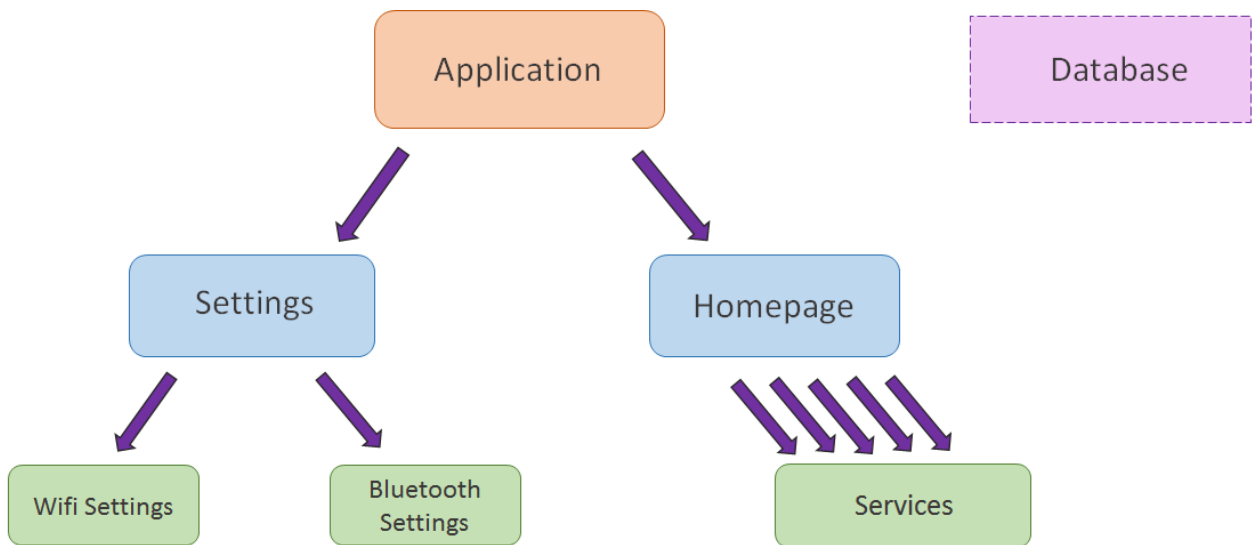 Application
Database
Settings
Homepage
Wifi Settings
Bluetooth
Settings
Services